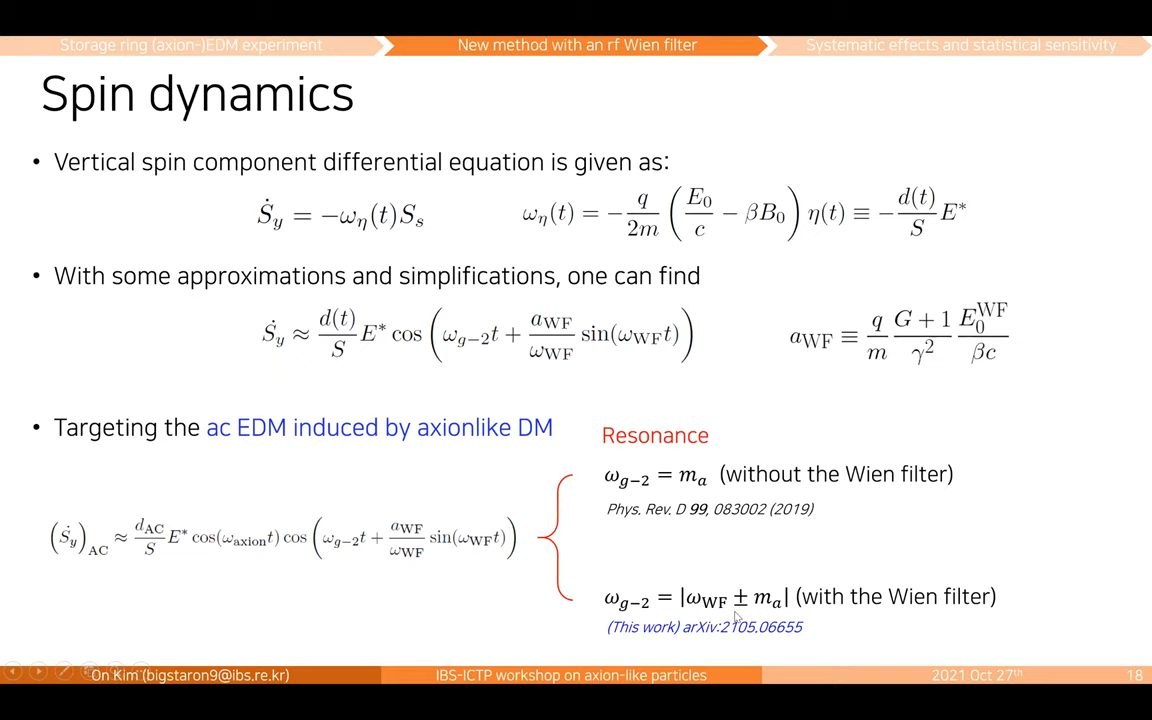 Storage ring (axion-)EDM experiment
New method with an rf Wien filter
Systematic effects and statistical sensitivity
Spin dynamics
• Vertical spin component differential equation is given as:
Ṡ_y = −ω_η(t)S_s
ω_η(t) = −q/2m (E_0/c − βB_0) η(t) ≡ −d(t)/S E*
• With some approximations and simplifications, one can find
Ṡ_y ≈ d(t)/S E* cos(ω_{g−2}t + a_WF/ω_WF sin(ω_WF t))
a_WF ≡ q/m (G + 1)/γ² E_0^WF/βc
• Targeting the ac EDM induced by axionlike DM
Resonance
ω_{g−2} = m_a (without the Wien filter)
Phys. Rev. D 99, 083002 (2019)
(Ṡ_y)_AC ≈ d_AC/S E* cos(ω_axion t) cos(ω_{g−2}t + a_WF/ω_WF sin(ω_WF t))
ω_{g−2} = |ω_WF ± m_a| (with the Wien filter)
(This work) arXiv:2105.06655
On Kim (bigstaron9@ibs.re.kr)
IBS-ICTP workshop on axion-like particles
2021 Oct 27th
18